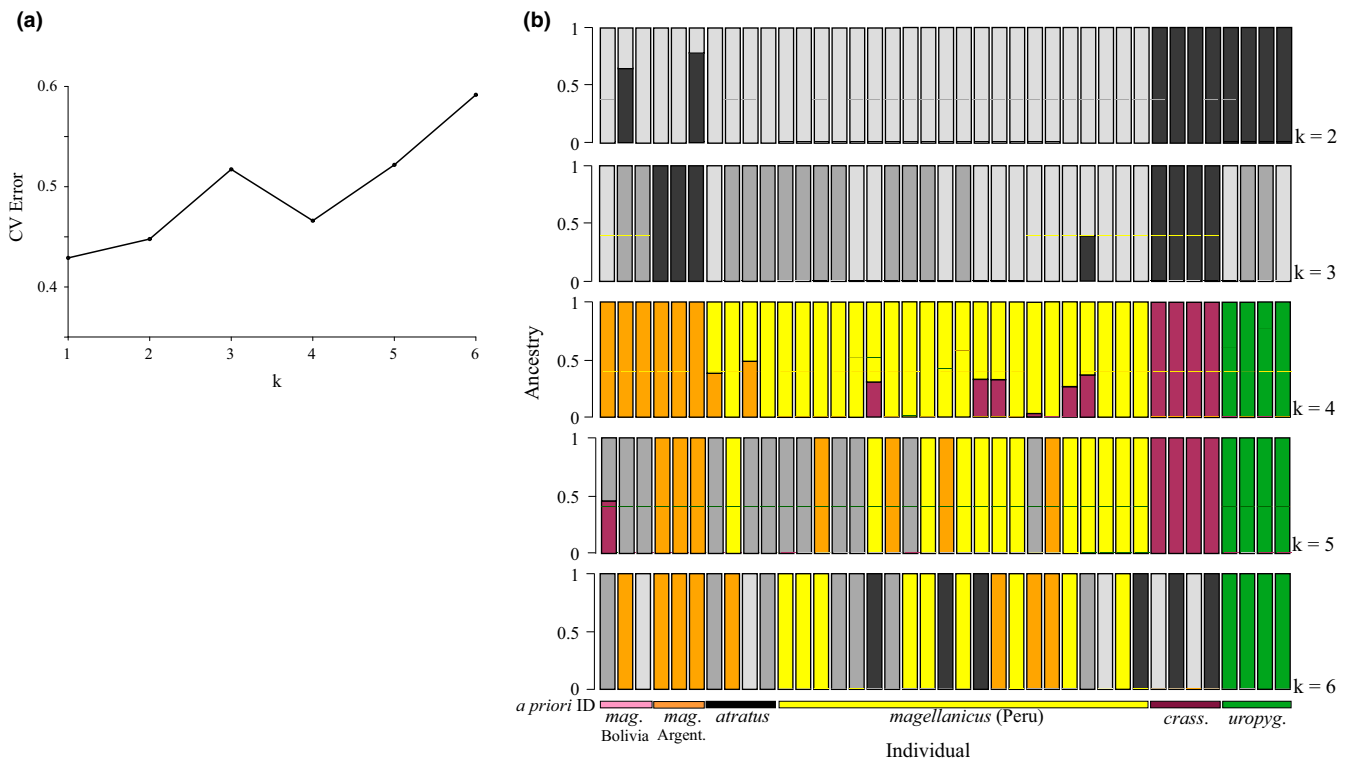 (a)
0.6
0.5
0.4
CV Error
1 2 3 4 5 6
k
(b)
1
0.5
0
k = 2
1
0.5
0
k = 3
1
0.5
0
k = 4
Ancestry
1
0.5
0
k = 5
1
0.5
0
k = 6
a priori ID
mag. Bolivia
mag. Argent.
atratus
magellanicus (Peru)
crass.
uropyg.
Individual